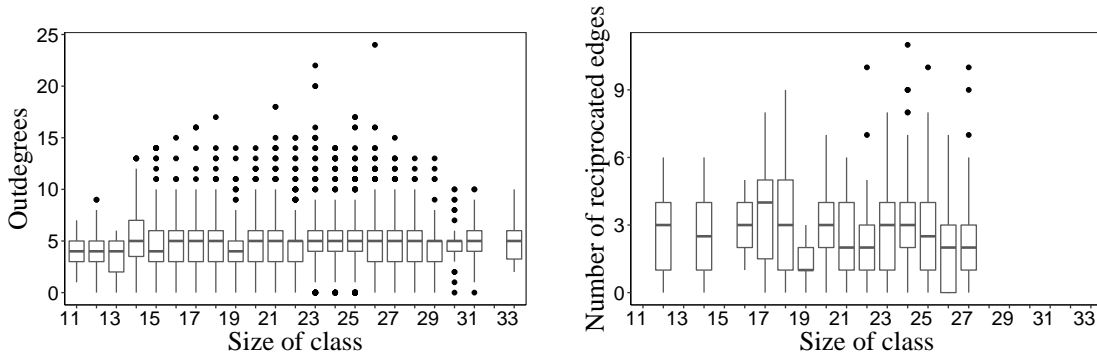 25
20
15
10
5
0
Outdegrees
11 13 15 17 19 21 23 25 27 29 31 33
Size of class
9
6
3
0
Number of reciprocated edges
11 13 15 17 19 21 23 25 27 29 31 33
Size of class